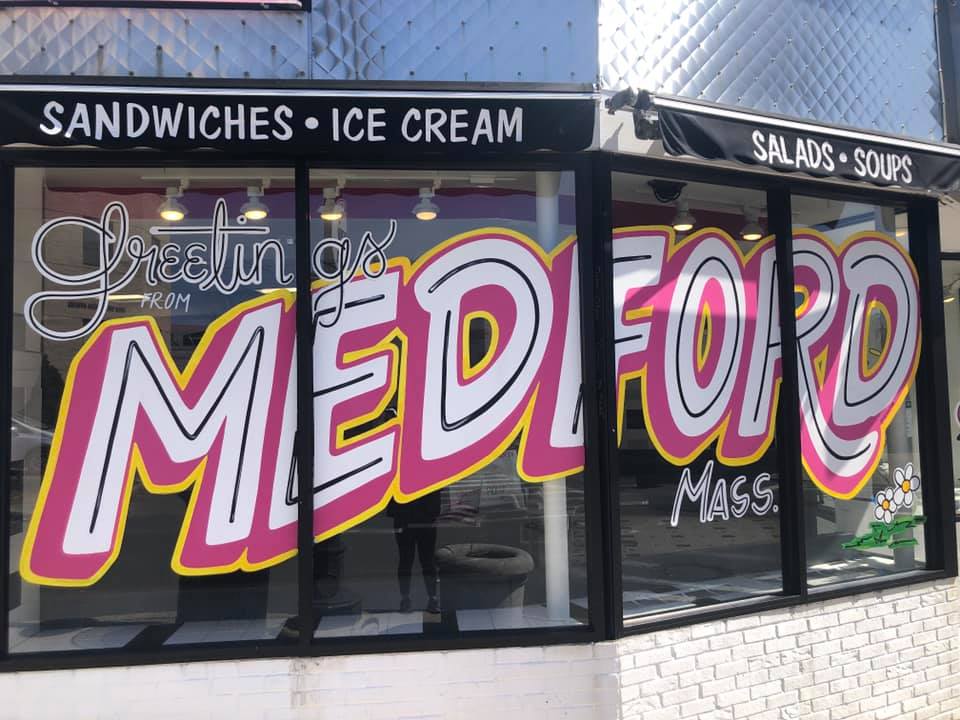 SANDWICHES • ICE CREAM
SALADS • SOUPS
Greetings
FROM
MEDFORD
MASS.